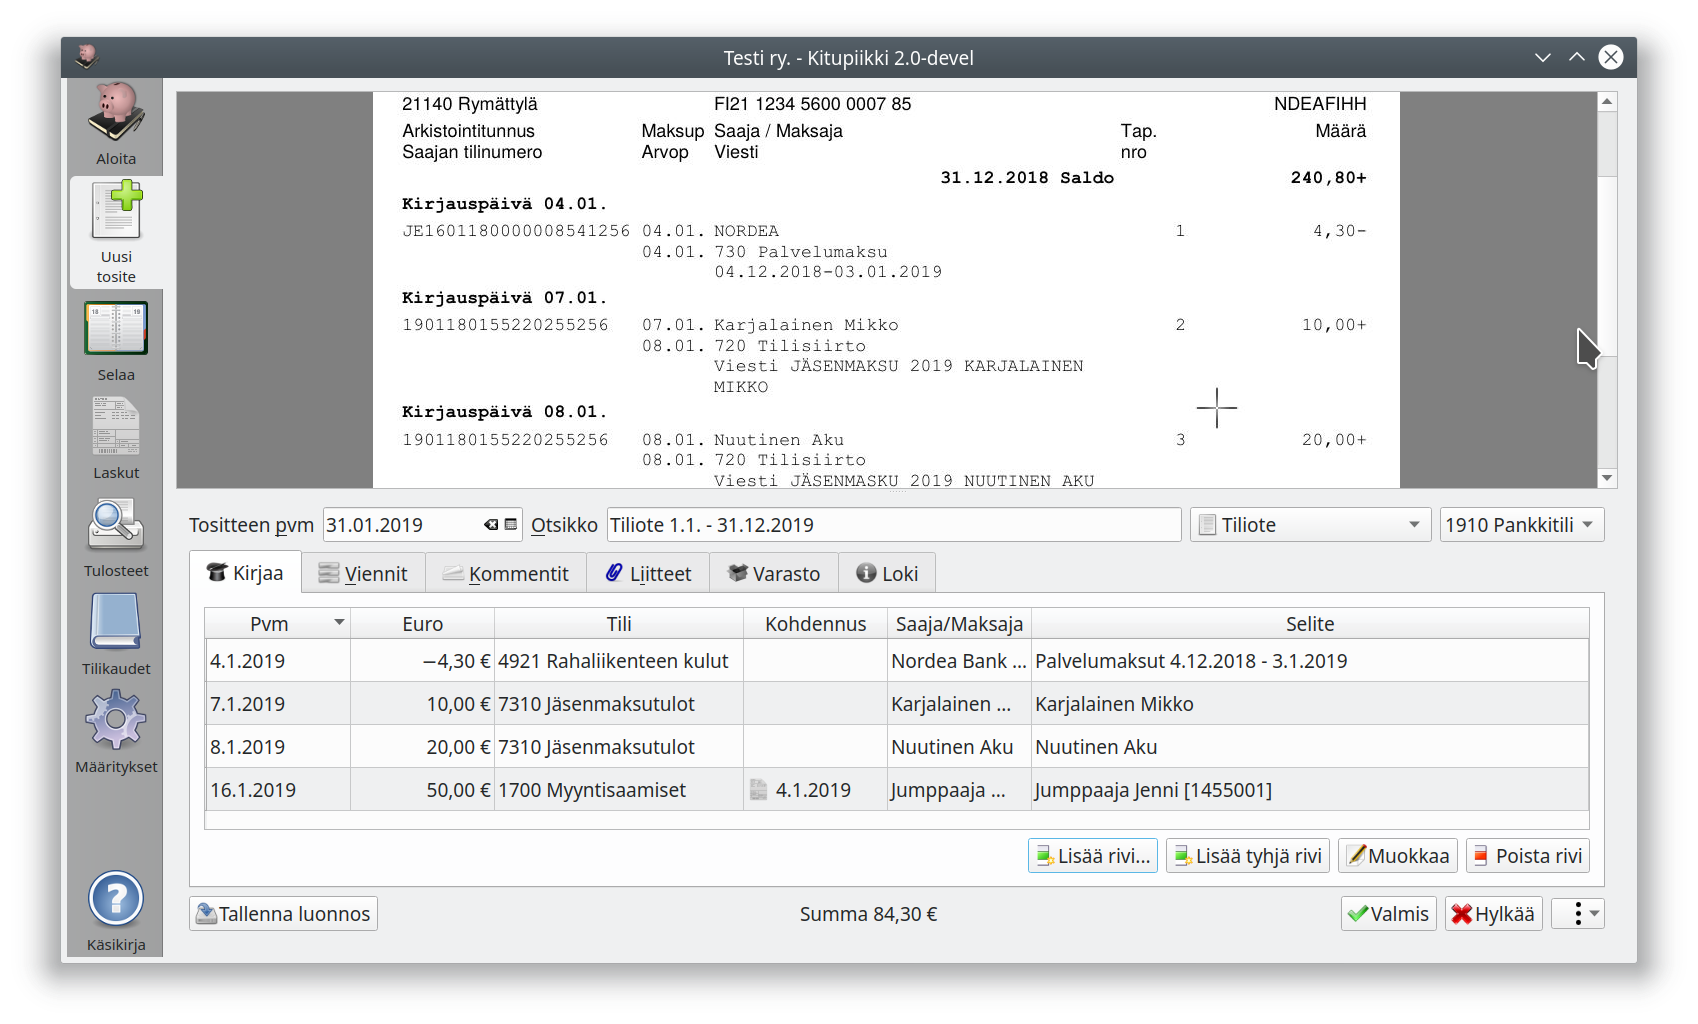 Testi ry. - Kitupiikki 2.0-devel
Aloita
Uusi
tosite
Selaa
Laskut
Tulosteet
Tilikaudet
Määritykset
Käsikirja
21140 Rymättylä FI21 1234 5600 0007 85 NDEAFIHH
Arkistointitunnus Maksup Saaja / Maksaja Tap. Määrä
Saajan tilinumero Arvop Viesti nro
31.12.2018 Saldo 240,80+
Kirjauspäivä 04.01.
JE16011800000008541256 04.01. NORDEA 1 4,30-
04.01. 730 Palvelumaksu
04.12.2018-03.01.2019
Kirjauspäivä 07.01.
1901180155220255256 07.01. Karjalainen Mikko 2 10,00+
08.01. 720 Tilisiirto
Viesti JÄSENMAKSU 2019 KARJALAINEN
MIKKO
Kirjauspäivä 08.01.
1901180155220255256 08.01. Nuutinen Aku 3 20,00+
08.01. 720 Tilisiirto
Viesti JÄSENMASKU 2019 NUUTINEN AKU
Tositteen pvm 31.01.2019 Otsikko Tiliote 1.1. - 31.12.2019 Tiliote 1910 Pankkitili
Kirjaa Viennit Kommentit Liitteet Varasto Loki
Pvm Euro Tili Kohdennus Saaja/Maksaja Selite
4.1.2019 −4,30 € 4921 Rahaliikenteen kulut Nordea Bank ... Palvelumaksut 4.12.2018 - 3.1.2019
7.1.2019 10,00 € 7310 Jäsenmaksutulot Karjalainen ... Karjalainen Mikko
8.1.2019 20,00 € 7310 Jäsenmaksutulot Nuutinen Aku Nuutinen Aku
16.1.2019 50,00 € 1700 Myyntisaamiset 4.1.2019 Jumppaaja ... Jumppaaja Jenni [1455001]
Lisää rivi... Lisää tyhjä rivi Muokkaa Poista rivi
Tallenna luonnos Summa 84,30 € Valmis Hylkää